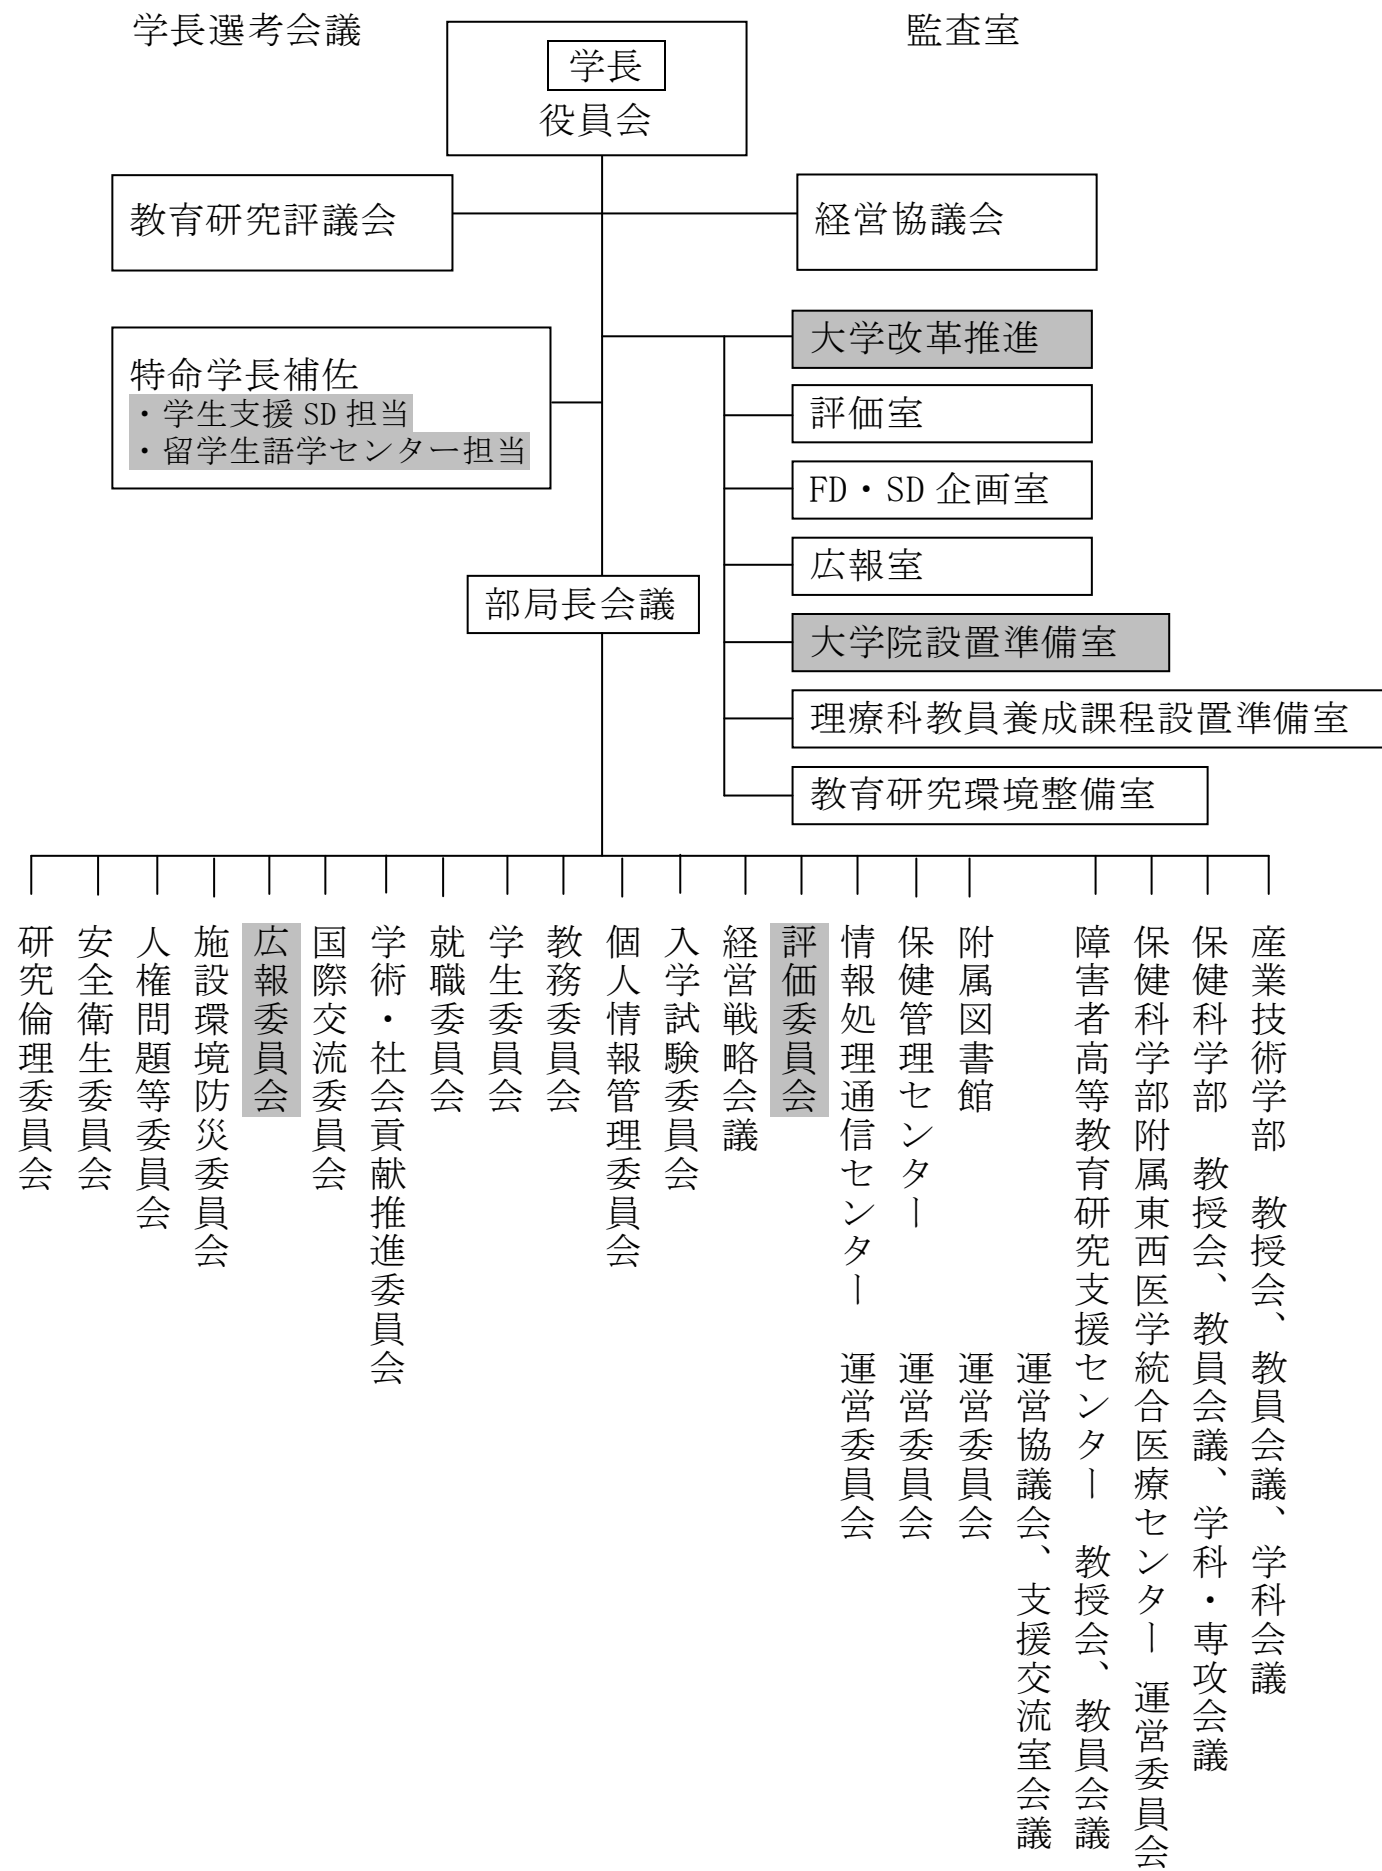 学長選考会議
監査室
学長
役員会
教育研究評議会
経営協議会
特命学長補佐
・学生支援 SD 担当
・留学生語学センター担当
大学改革推進
評価室
FD・SD 企画室
広報室
部局長会議
大学院設置準備室
理療科教員養成課程設置準備室
教育研究環境整備室
産業技術学部　教授会、教員会議、学科会議
保健科学部　教授会、教員会議、学科・専攻会議
保健科学部附属東西医学統合医療センター　運営委員会
障害者高等教育研究支援センター　教授会、教員会議
運営協議会、支援交流室会議
附属図書館　運営委員会
保健管理センター　運営委員会
情報処理通信センター　運営委員会
評価委員会
経営戦略会議
入学試験委員会
個人情報管理委員会
教務委員会
学生委員会
就職委員会
学術・社会貢献推進委員会
国際交流委員会
広報委員会
施設環境防災委員会
人権問題等委員会
安全衛生委員会
研究倫理委員会